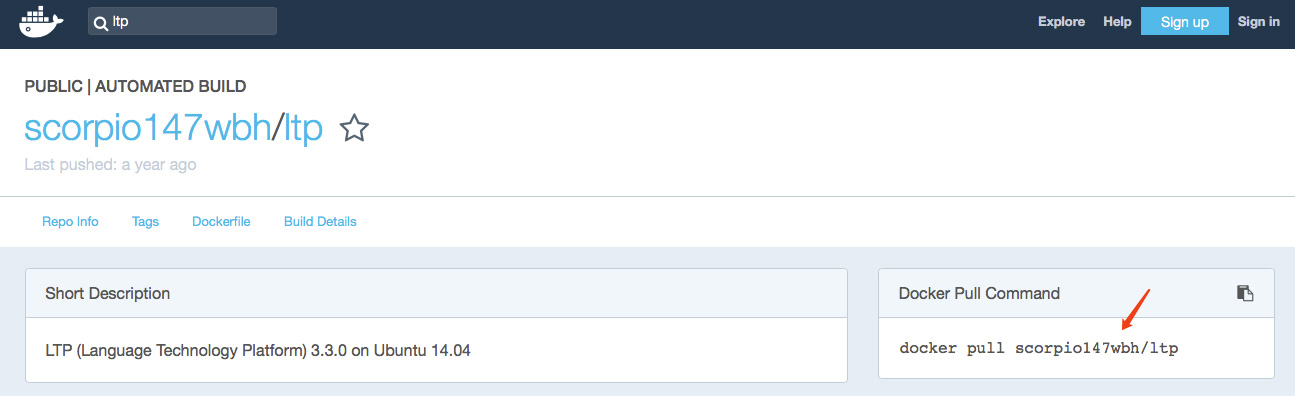 ltp
Explore Help Sign up Sign in
PUBLIC | AUTOMATED BUILD
scorpio147wbh/ltp
Last pushed: a year ago
Repo Info Tags Dockerfile Build Details
Short Description
LTP (Language Technology Platform) 3.3.0 on Ubuntu 14.04
Docker Pull Command
docker pull scorpio147wbh/ltp